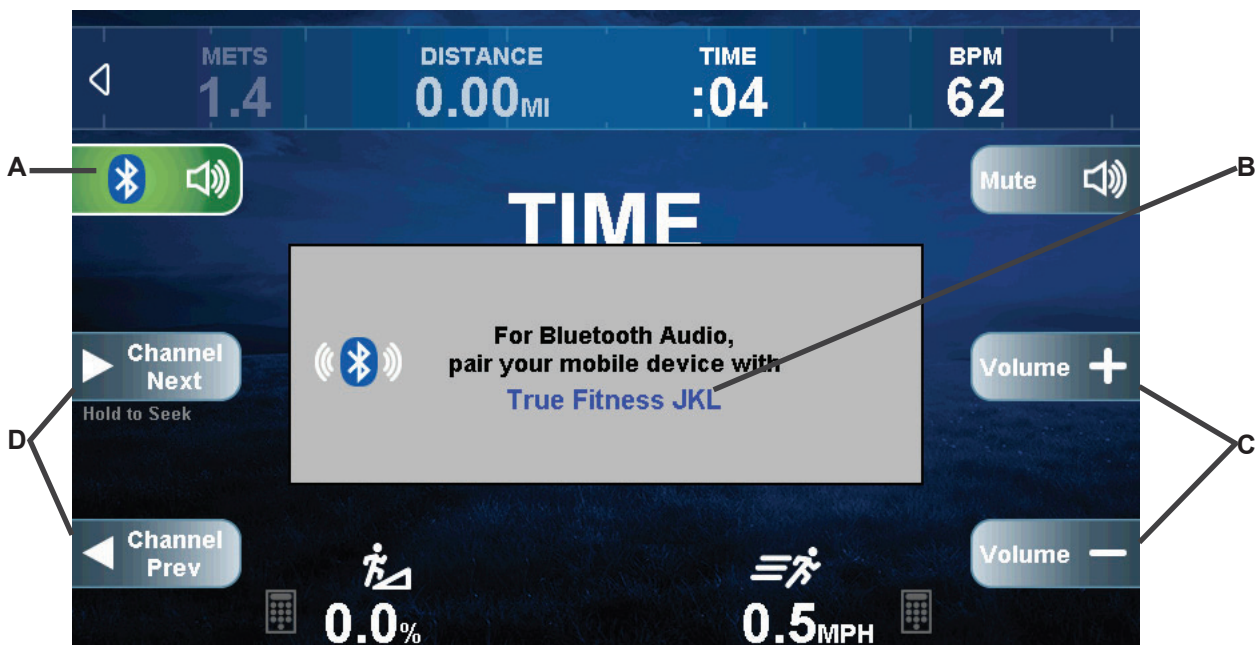 METS
1.4
DISTANCE
0.00MI
TIME
:04
BPM
62
A
Mute
B
TIME
For Bluetooth Audio,
pair your mobile device with
True Fitness JKL
Channel
Next
Hold to Seek
Volume +
D
C
Channel
Prev
Volume -
0.0%
0.5MPH